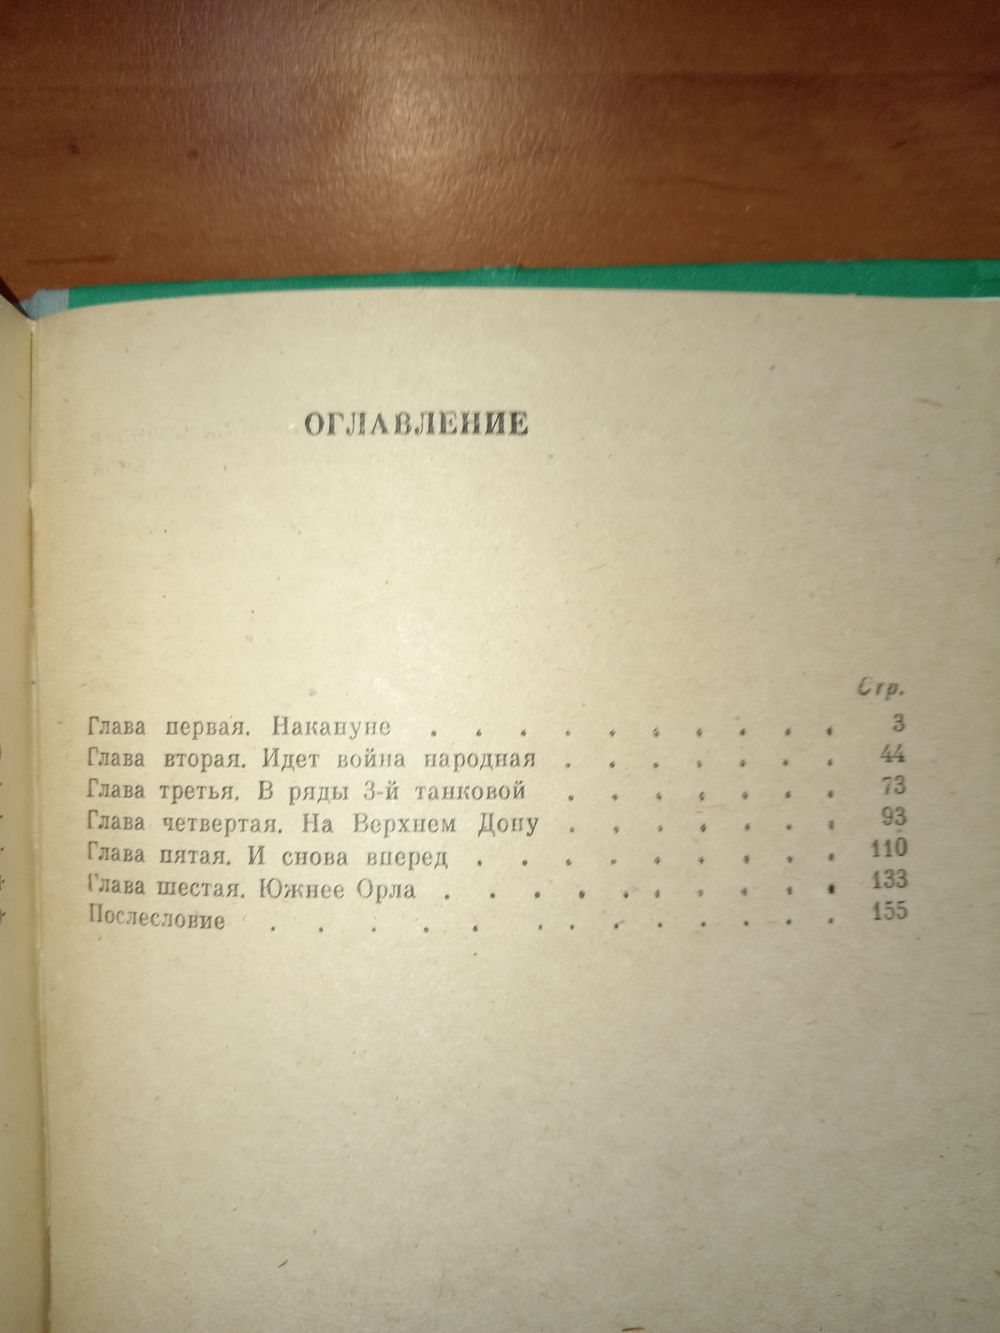 ОГЛАВЛЕНИЕ
Стр.
Глава первая. Накануне . . . . . . . . . . 3
Глава вторая. Идет война народная . . . . . . . 44
Глава третья. В ряды 3-й танковой . . . . . . . 73
Глава четвертая. На Верхнем Дону . . . . . . . 93
Глава пятая. И снова вперед . . . . . . . . . 110
Глава шестая. Южнее Орла . . . . . . . . . . 133
Послесловие . . . . . . . . . . . . 155